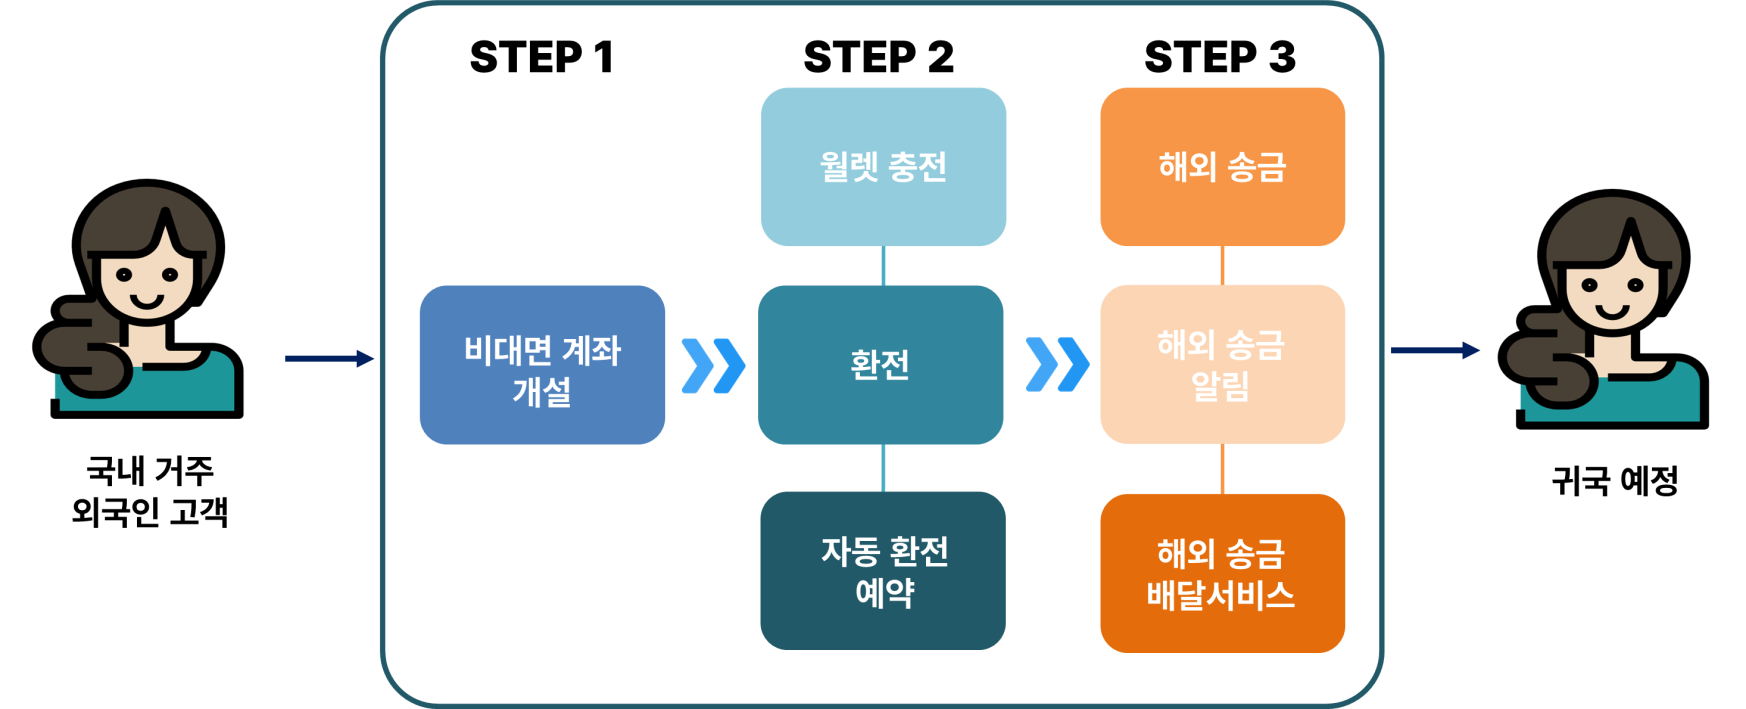 STEP 1
STEP 2
STEP 3
국내 거주
외국인 고객
비대면 계좌
개설
월렛 충전
환전
자동 환전
예약
해외 송금
해외 송금
알림
해외 송금
배달서비스
귀국 예정